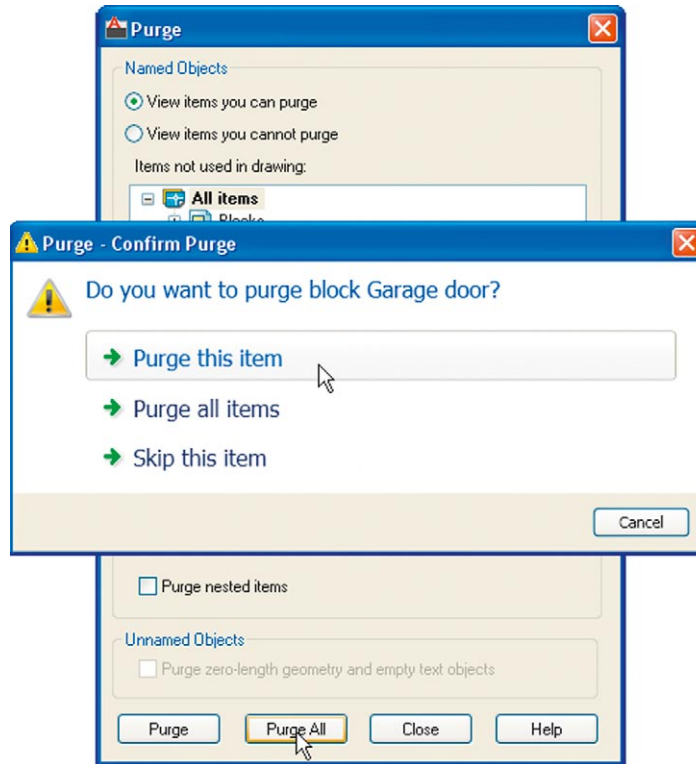 Purge
Named Objects
View items you can purge
View items you cannot purge
Items not used in drawing:
All items
Blocks
Purge - Confirm Purge
Do you want to purge block Garage door?
Purge this item
Purge all items
Skip this item
Cancel
Purge nested items
Unnamed Objects
Purge zero-length geometry and empty text objects
Purge Purge All Close Help